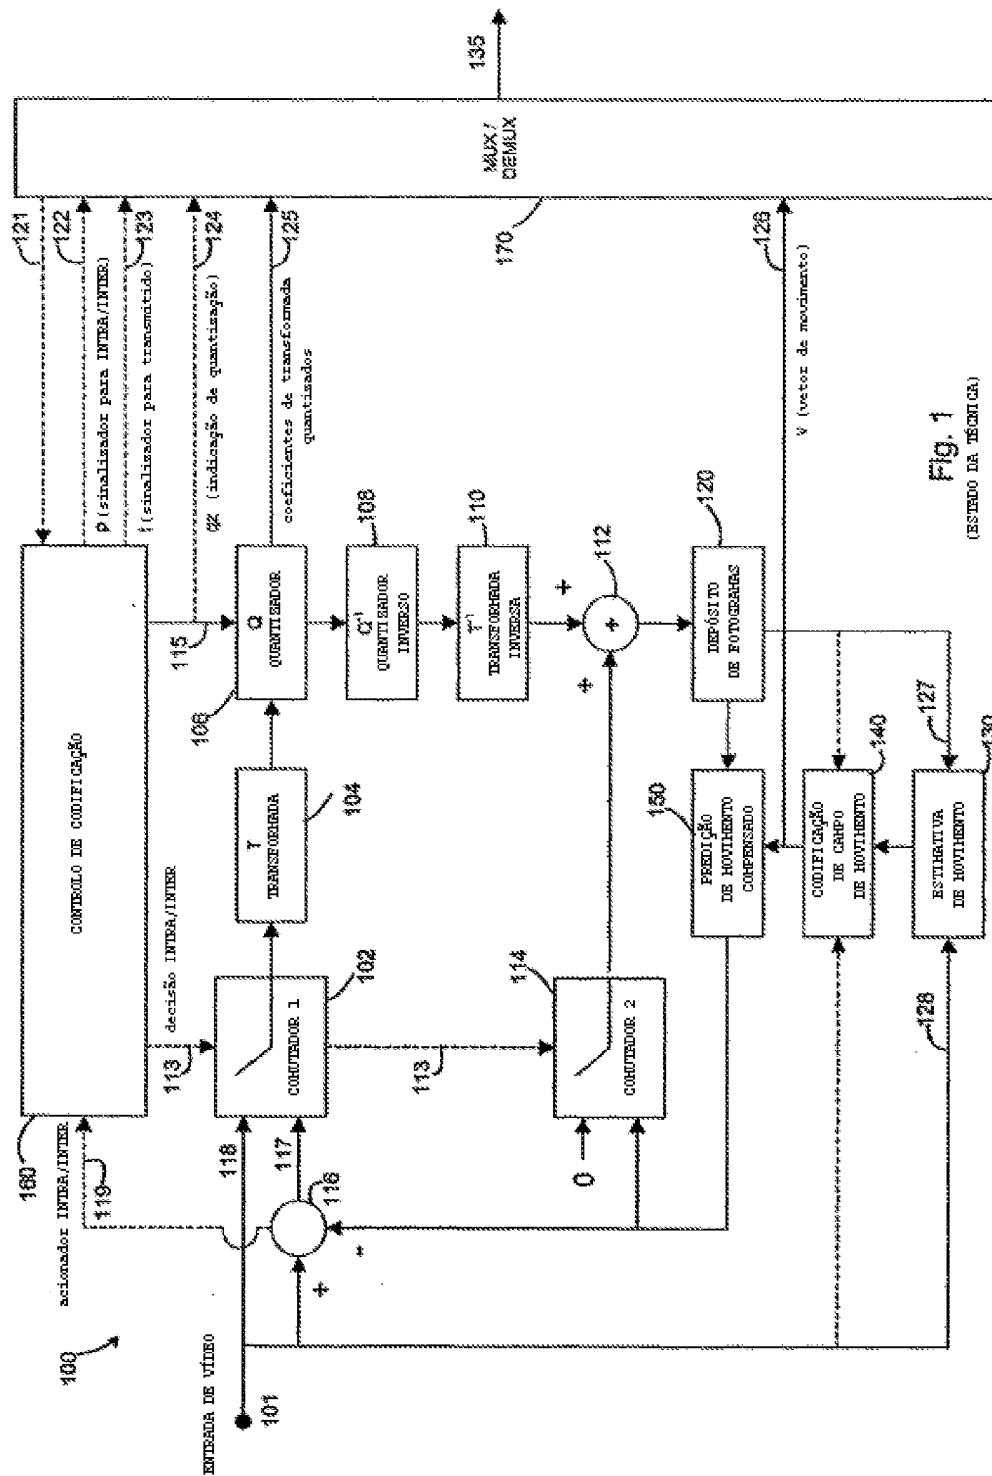 100
ENTRADA DE VÍDEO
101
acionador INTRA/INTER
119
160
CONTROLO DE CODIFICAÇÃO
121
122
p (sinalizador para INTRA/INTER)
123
t (sinalizador para transmitido)
124
qz (indicação de quantização)
125
coeficientes de transformada
quantizados
113
decisão INTRA/INTER
115
118
117
116
+
-
COMUTADOR 1
102
T
TRANSFORMADA
104
Q
QUANTIZADOR
106
Q⁻¹
QUANTIZADOR
INVERSO
108
T⁻¹
TRANSFORMADA
INVERSA
110
113
0
COMUTADOR 2
114
+
+
+
112
DEPÓSITO
DE FOTOGRAMAS
120
PREDIÇÃO
DE MOVIMENTO
COMPENSADO
150
CODIFICAÇÃO
DE CAMPO
DE MOVIMENTO
140
ESTIMATIVA
DE MOVIMENTO
130
127
128
V (vetor de movimento)
126
170
MUX/
DEMUX
135
Fig. 1
(ESTADO DA TÉCNICA)